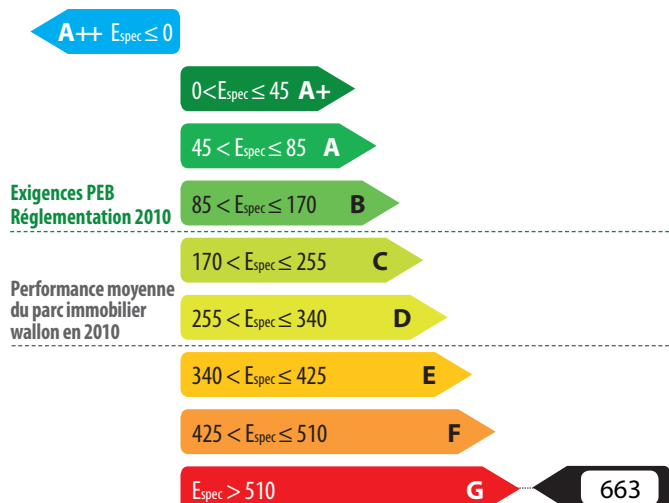 A++ Espec ≤ 0
0<Espec ≤ 45 A+
45 < Espec ≤ 85 A
Exigences PEB
Réglementation 2010
85 < Espec ≤ 170 B
170 < Espec ≤ 255 C
Performance moyenne
du parc immobilier
wallon en 2010
255 < Espec ≤ 340 D
340 < Espec ≤ 425 E
425 < Espec ≤ 510 F
Espec > 510 G 663